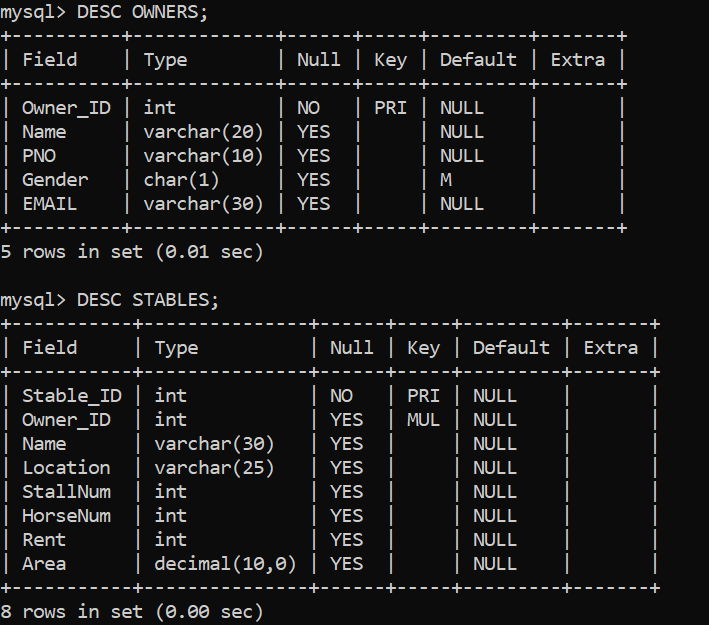 mysql> DESC OWNERS;
+----------+-------------+------+-----+---------+-------+
| Field    | Type        | Null | Key | Default | Extra |
+----------+-------------+------+-----+---------+-------+
| Owner_ID | int         | NO   | PRI | NULL    |       |
| Name     | varchar(20) | YES  |     | NULL    |       |
| PNO      | varchar(10) | YES  |     | NULL    |       |
| Gender   | char(1)     | YES  |     | M       |       |
| EMAIL    | varchar(30) | YES  |     | NULL    |       |
+----------+-------------+------+-----+---------+-------+
5 rows in set (0.01 sec)

mysql> DESC STABLES;
+-----------+---------------+------+-----+---------+-------+
| Field     | Type          | Null | Key | Default | Extra |
+-----------+---------------+------+-----+---------+-------+
| Stable_ID | int           | NO   | PRI | NULL    |       |
| Owner_ID  | int           | YES  | MUL | NULL    |       |
| Name      | varchar(30)   | YES  |     | NULL    |       |
| Location  | varchar(25)   | YES  |     | NULL    |       |
| StallNum  | int           | YES  |     | NULL    |       |
| HorseNum  | int           | YES  |     | NULL    |       |
| Rent      | int           | YES  |     | NULL    |       |
| Area      | decimal(10,0) | YES  |     | NULL    |       |
+-----------+---------------+------+-----+---------+-------+
8 rows in set (0.00 sec)